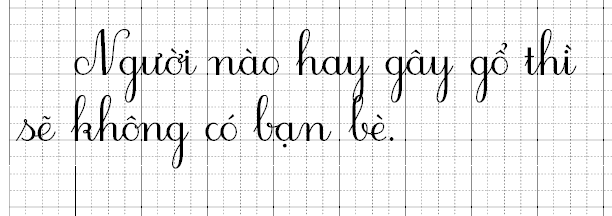 Người nào hay gây gổ thì
sẽ không có bạn bè.